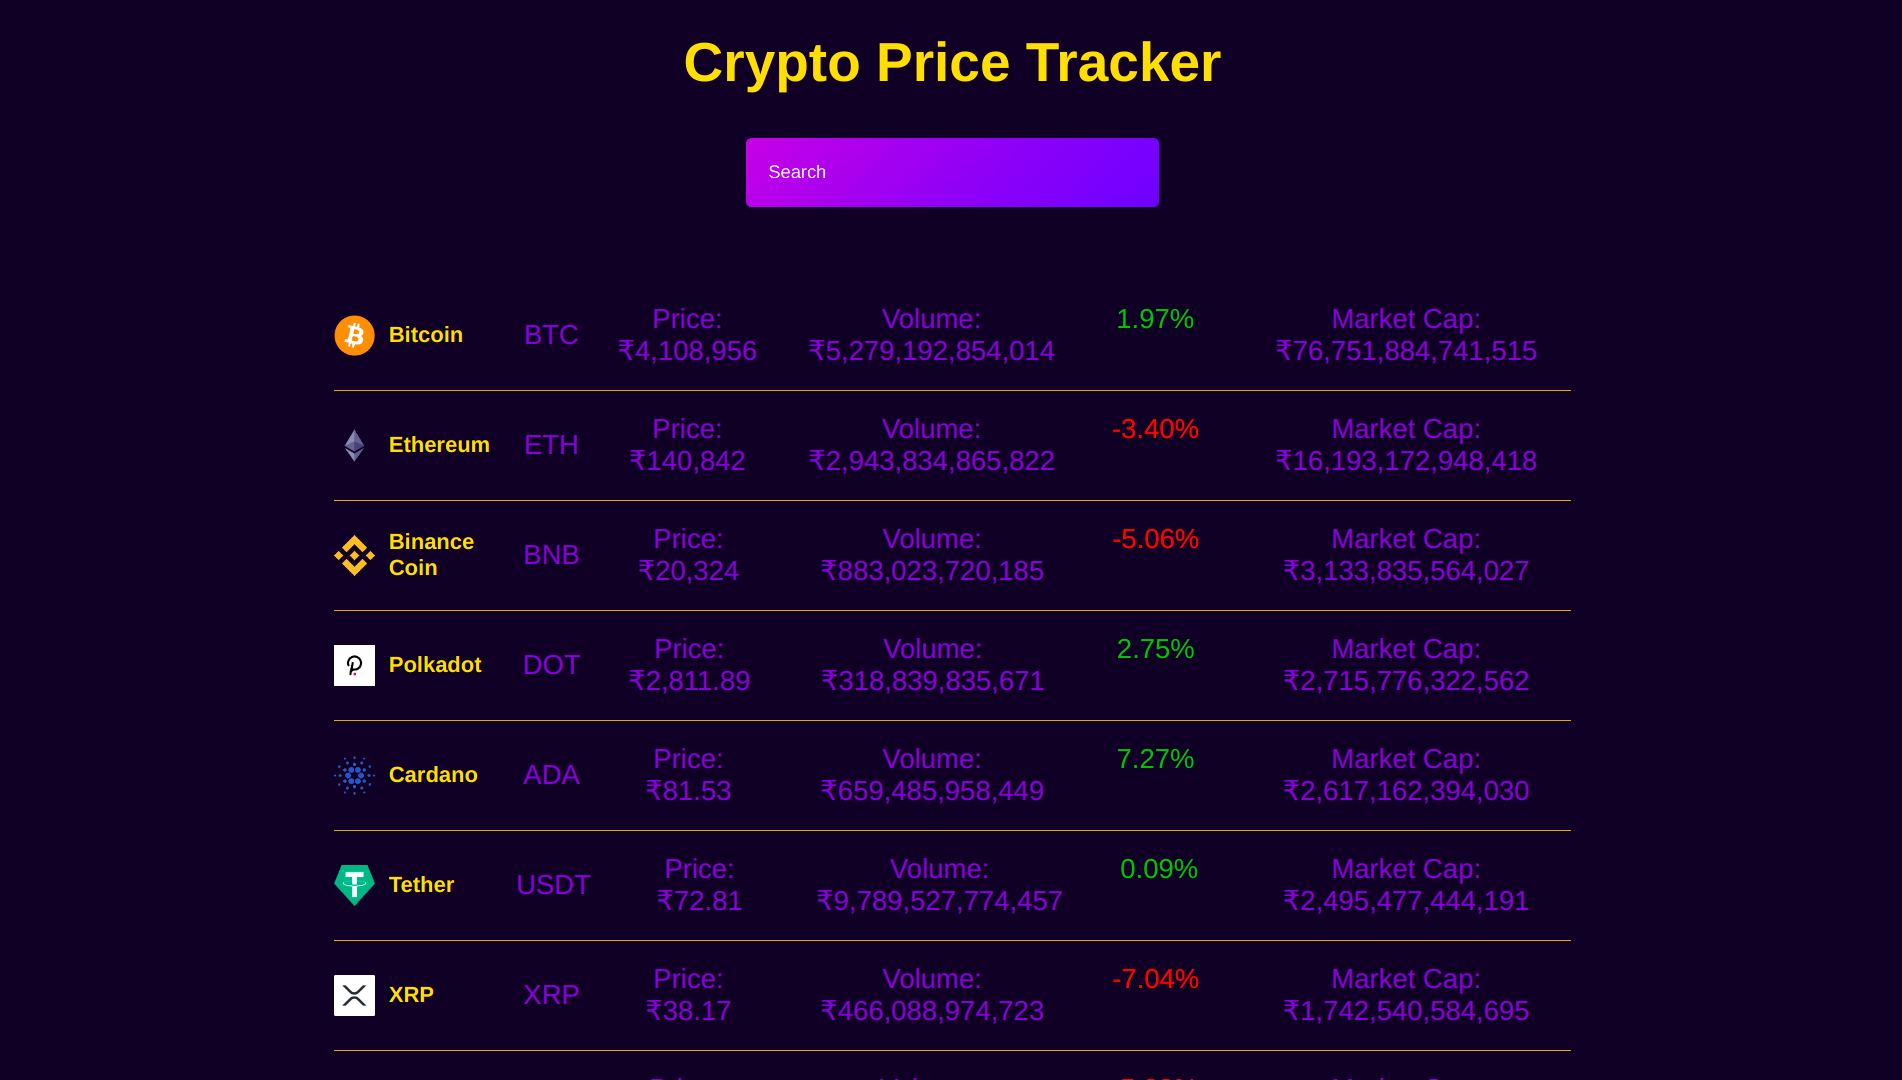 Crypto Price Tracker
Search
Bitcoin BTC Price: ₹4,108,956 Volume: ₹5,279,192,854,014 1.97% Market Cap: ₹76,751,884,741,515
Ethereum ETH Price: ₹140,842 Volume: ₹2,943,834,865,822 -3.40% Market Cap: ₹16,193,172,948,418
Binance Coin BNB Price: ₹20,324 Volume: ₹883,023,720,185 -5.06% Market Cap: ₹3,133,835,564,027
Polkadot DOT Price: ₹2,811.89 Volume: ₹318,839,835,671 2.75% Market Cap: ₹2,715,776,322,562
Cardano ADA Price: ₹81.53 Volume: ₹659,485,958,449 7.27% Market Cap: ₹2,617,162,394,030
Tether USDT Price: ₹72.81 Volume: ₹9,789,527,774,457 0.09% Market Cap: ₹2,495,477,444,191
XRP XRP Price: ₹38.17 Volume: ₹466,088,974,723 -7.04% Market Cap: ₹1,742,540,584,695